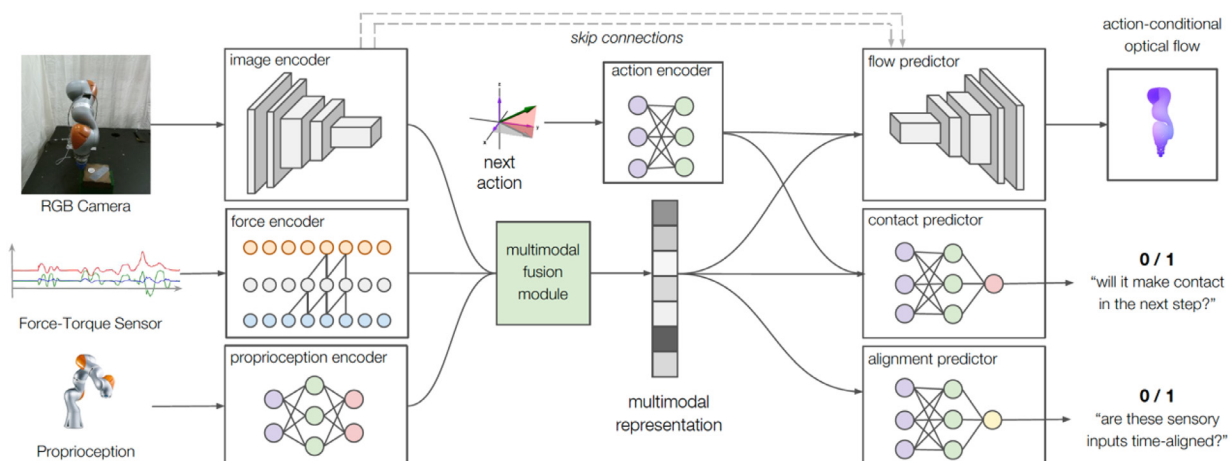 skip connections
action-conditional
optical flow
image encoder
action encoder
flow predictor
next
action
RGB Camera
force encoder
multimodal
fusion
module
contact predictor
0 / 1
“will it make contact
in the next step?”
Force-Torque Sensor
proprioception encoder
alignment predictor
0 / 1
“are these sensory
inputs time-aligned?”
multimodal
representation
Proprioception